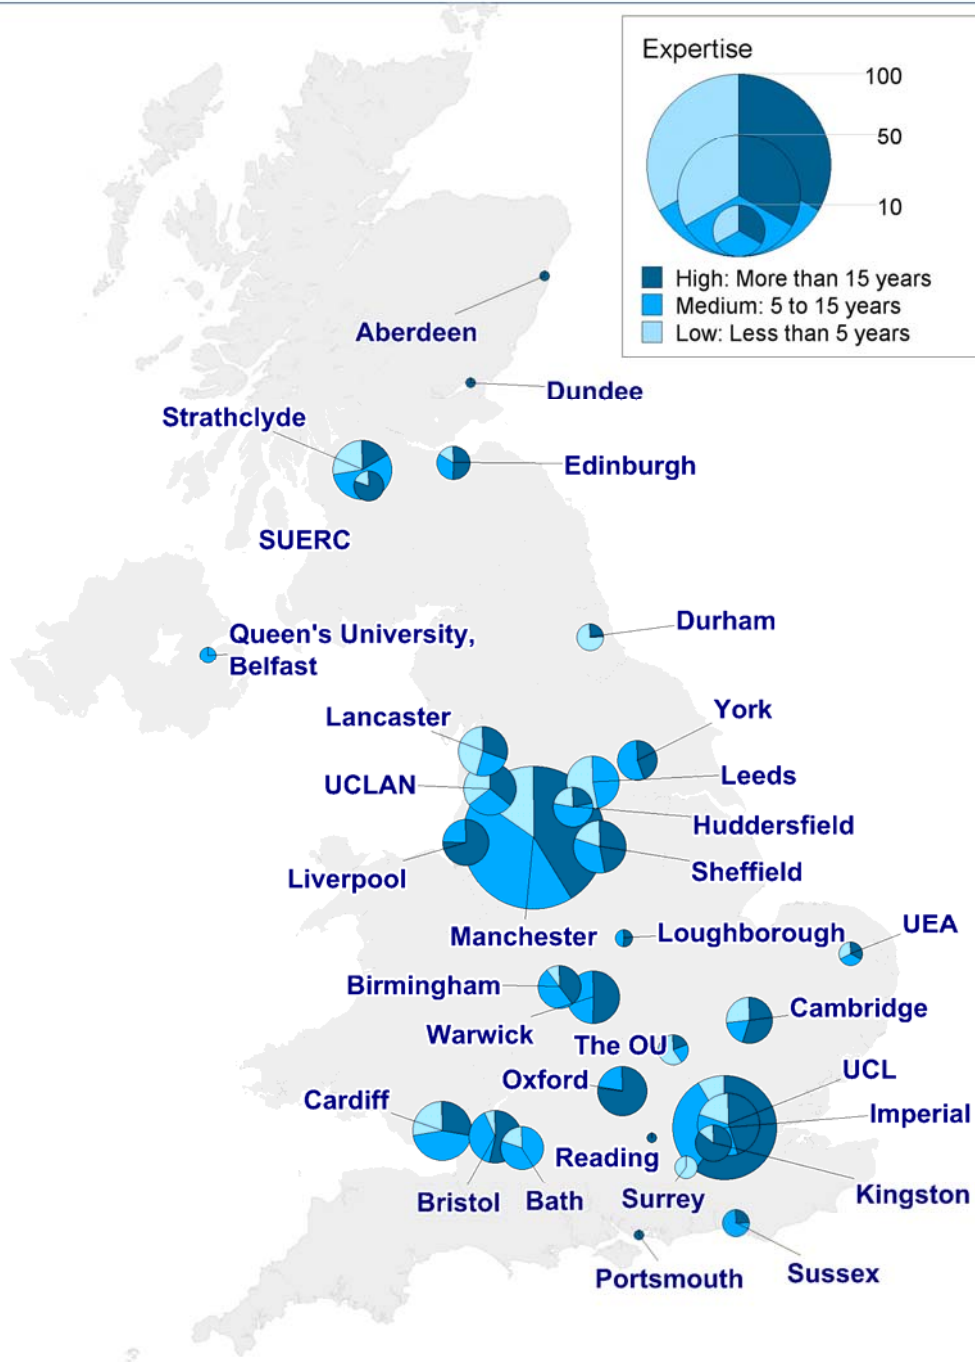 Expertise
100
50
10
High: More than 15 years
Medium: 5 to 15 years
Low: Less than 5 years
Aberdeen
Dundee
Strathclyde
Edinburgh
SUERC
Durham
Queen's University,
Belfast
York
Lancaster
Leeds
UCLAN
Huddersfield
Sheffield
Liverpool
UEA
Manchester
Loughborough
Birmingham
Cambridge
Warwick
The OU
UCL
Oxford
Cardiff
Imperial
Reading
Kingston
Surrey
Bristol
Bath
Sussex
Portsmouth